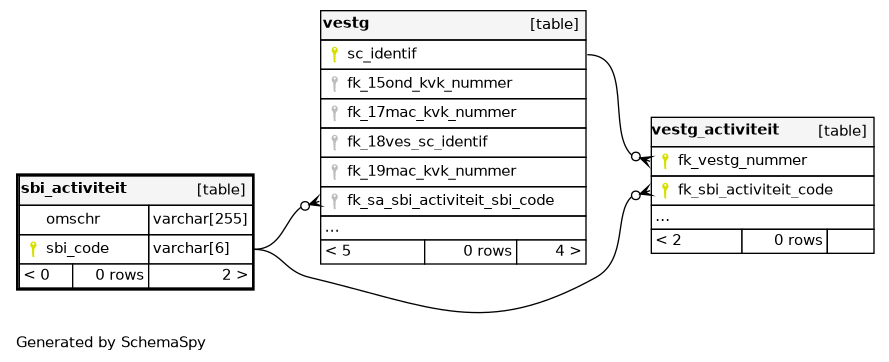 vestg [table]
sc_identif
fk_15ond_kvk_nummer
fk_17mac_kvk_nummer
fk_18ves_sc_identif
fk_19mac_kvk_nummer
fk_sa_sbi_activiteit_sbi_code
...
< 5 0 rows 4 >
vestg_activiteit [table]
fk_vestg_nummer
fk_sbi_activiteit_code
...
< 2 0 rows
sbi_activiteit [table]
omschr varchar[255]
sbi_code varchar[6]
< 0 0 rows 2 >
Generated by SchemaSpy